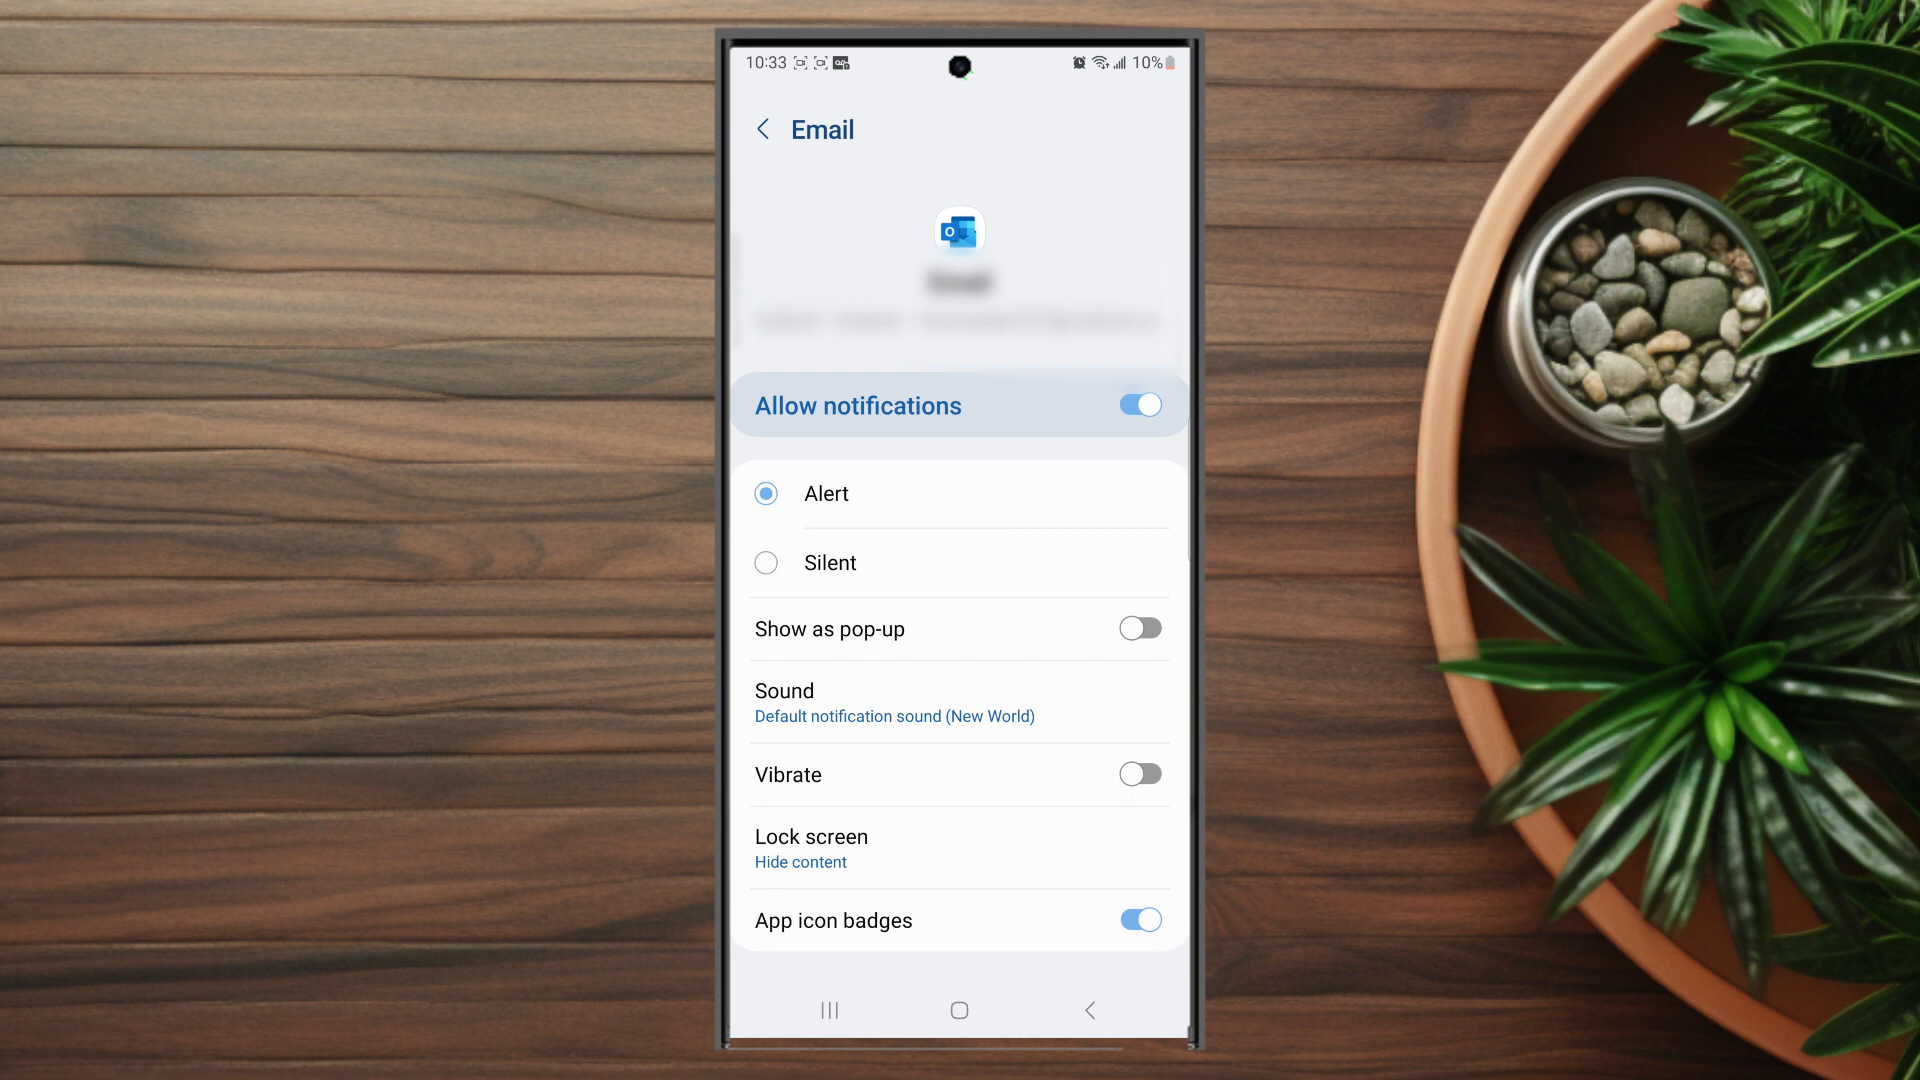 10:33
10%
Email
Allow notifications
Alert
Silent
Show as pop-up
Sound
Default notification sound (New World)
Vibrate
Lock screen
Hide content
App icon badges